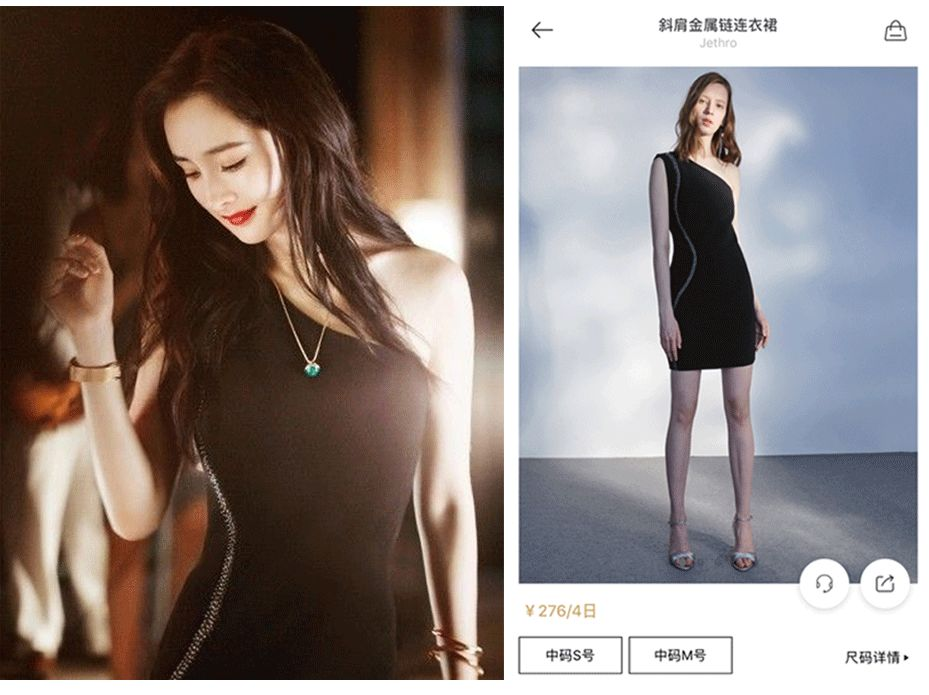 斜肩金属链连衣裙
Jethro
￥276/4日
中码S号
中码M号
尺码详情